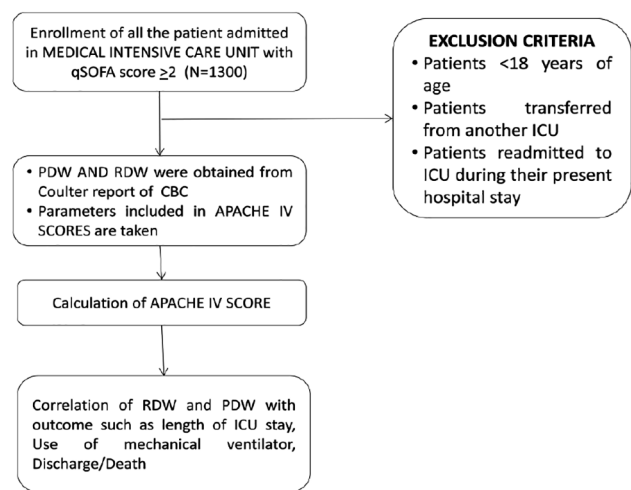 Enrollment of all the patient admitted
in MEDICAL INTENSIVE CARE UNIT with
qSOFA score ≥2 (N=1300)
EXCLUSION CRITERIA
• Patients <18 years of
age
• Patients transferred
from another ICU
• Patients readmitted to
ICU during their present
hospital stay
• PDW AND RDW were obtained from
Coulter report of CBC
• Parameters included in APACHE IV
SCORES are taken
Calculation of APACHE IV SCORE
Correlation of RDW and PDW with
outcome such as length of ICU stay,
Use of mechanical ventilator,
Discharge/Death